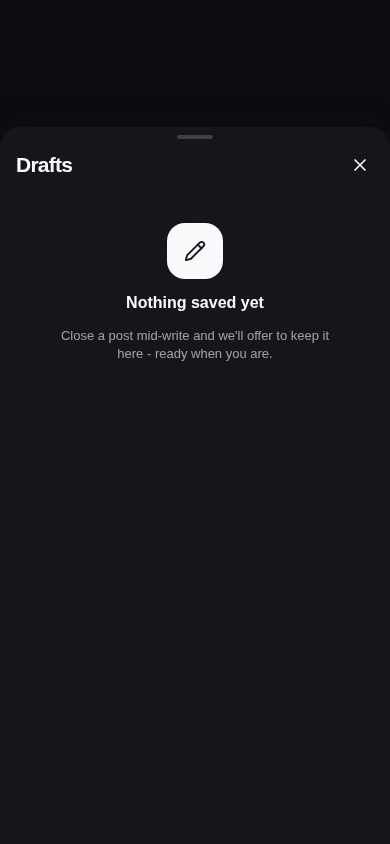 Drafts
Nothing saved yet
Close a post mid-write and we'll offer to keep it
here - ready when you are.